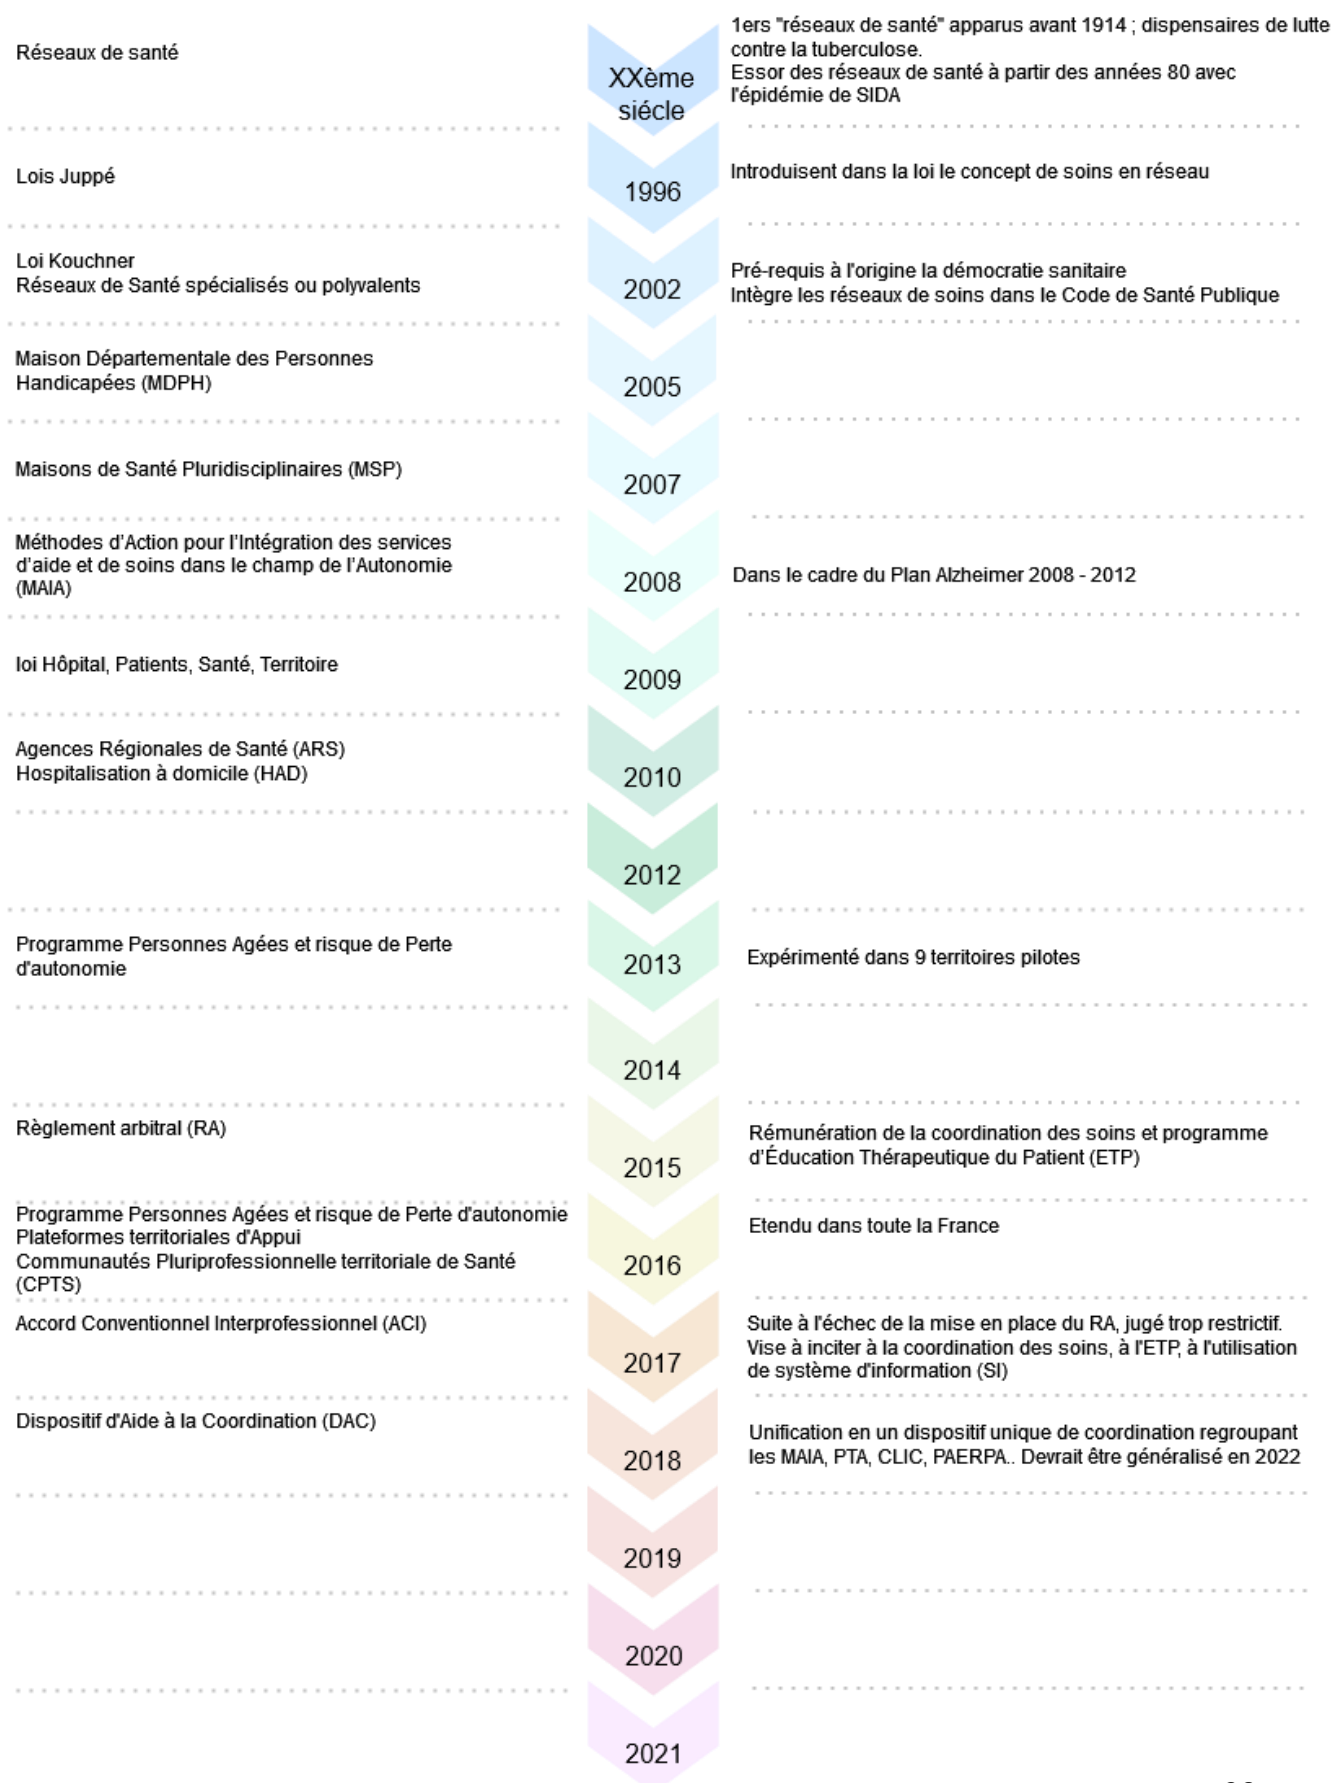 Réseaux de santé
XXème
siécle
1ers "réseaux de santé" apparus avant 1914 ; dispensaires de lutte
contre la tuberculose.
Essor des réseaux de santé à partir des années 80 avec
l'épidémie de SIDA
Lois Juppé
1996
Introduisent dans la loi le concept de soins en réseau
Loi Kouchner
Réseaux de Santé spécialisés ou polyvalents
2002
Pré-requis à l'origine la démocratie sanitaire
Intègre les réseaux de soins dans le Code de Santé Publique
Maison Départementale des Personnes
Handicapées (MDPH)
2005
Maisons de Santé Pluridisciplinaires (MSP)
2007
Méthodes d'Action pour l'Intégration des services
d'aide et de soins dans le champ de l'Autonomie
(MAIA)
2008
Dans le cadre du Plan Alzheimer 2008 - 2012
loi Hôpital, Patients, Santé, Territoire
2009
Agences Régionales de Santé (ARS)
Hospitalisation à domicile (HAD)
2010
2012
Programme Personnes Agées et risque de Perte
d'autonomie
2013
Expérimenté dans 9 territoires pilotes
2014
Règlement arbitral (RA)
2015
Rémunération de la coordination des soins et programme
d'Éducation Thérapeutique du Patient (ETP)
Programme Personnes Agées et risque de Perte d'autonomie
Plateformes territoriales d'Appui
Communautés Pluriprofessionnelle territoriale de Santé
(CPTS)
2016
Etendu dans toute la France
Accord Conventionnel Interprofessionnel (ACI)
2017
Suite à l'échec de la mise en place du RA, jugé trop restrictif.
Vise à inciter à la coordination des soins, à l'ETP, à l'utilisation
de système d'information (SI)
Dispositif d'Aide à la Coordination (DAC)
2018
Unification en un dispositif unique de coordination regroupant
les MAIA, PTA, CLIC, PAERPA.. Devrait être généralisé en 2022
2019
2020
2021